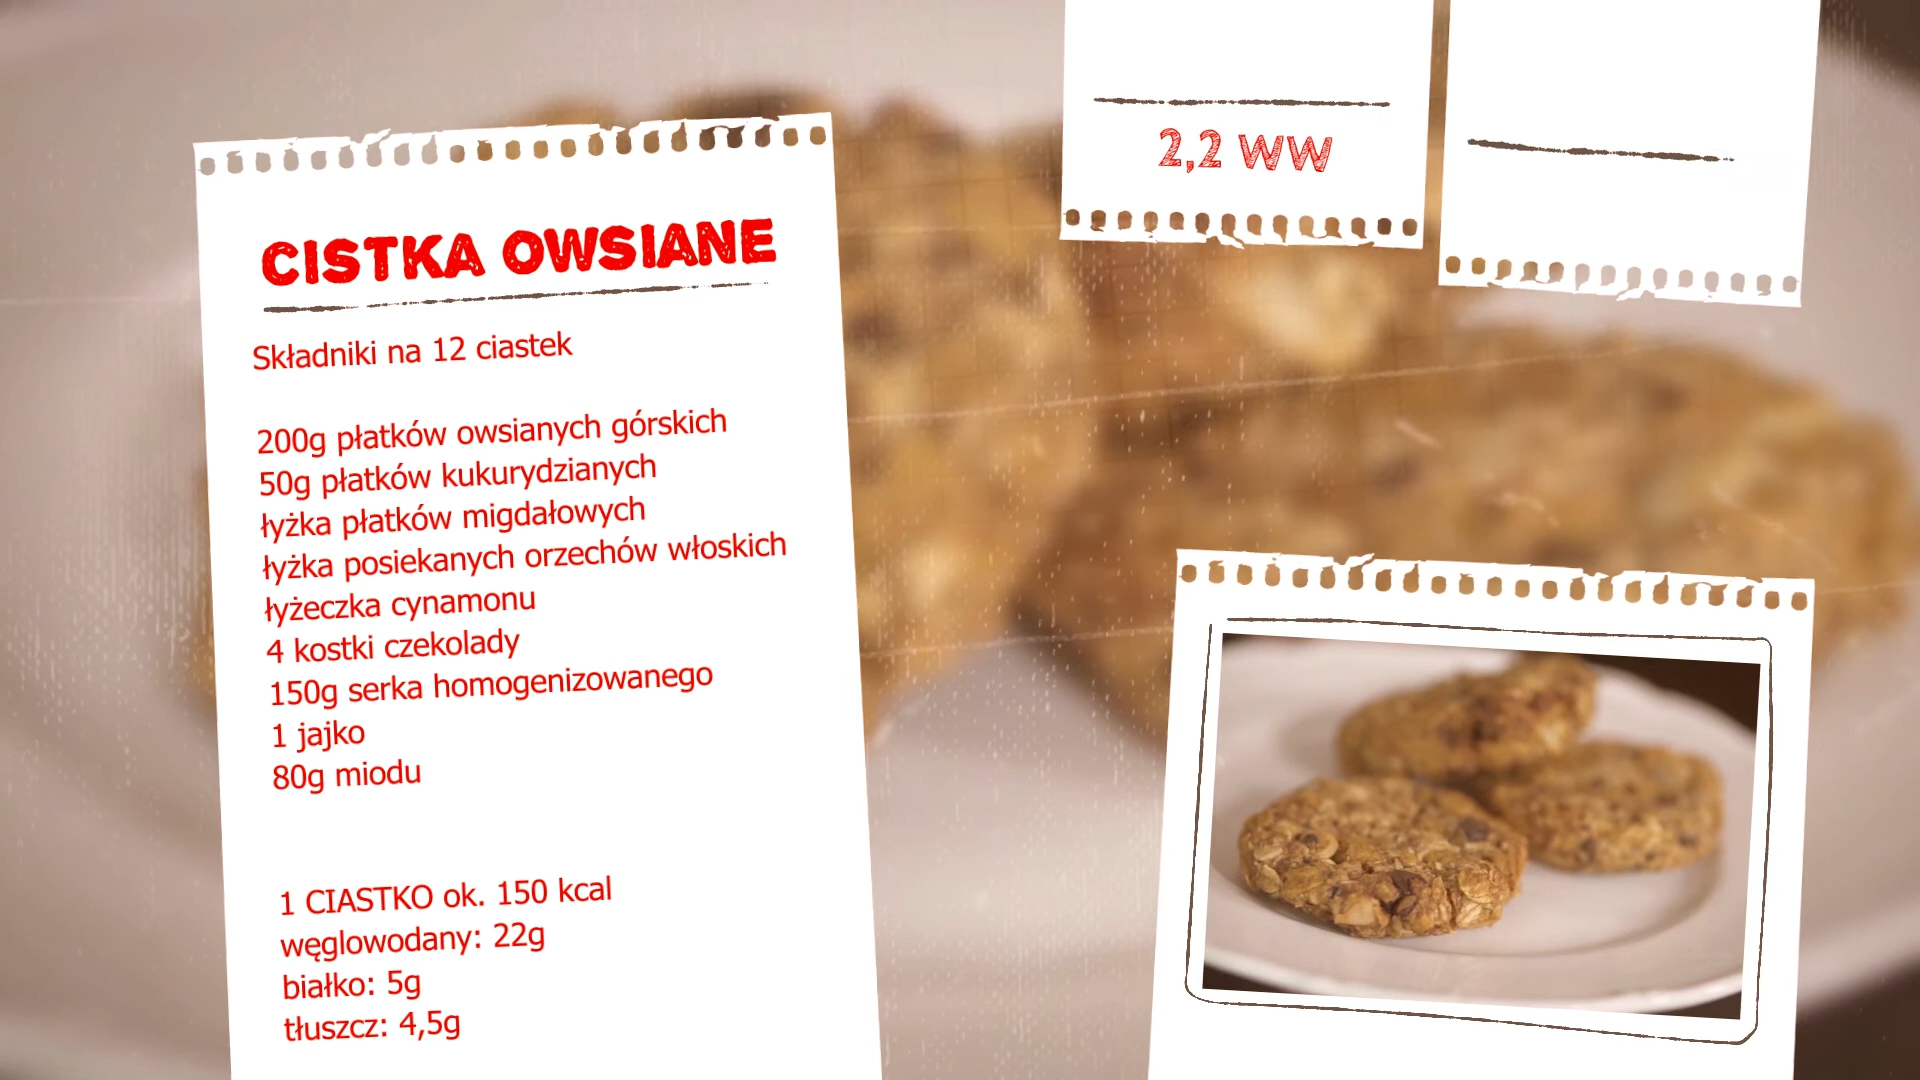 CISTKA OWSIANE
Składniki na 12 ciastek
200g płatków owsianych górskich
50g płatków kukurydzianych
łyżka płatków migdałowych
łyżka posiekanych orzechów włoskich
łyżeczka cynamonu
4 kostki czekolady
150g serka homogenizowanego
1 jajko
80g miodu
1 CIASTKO ok. 150 kcal
węglowodany: 22g
białko: 5g
tłuszcz: 4,5g
2,2 WW